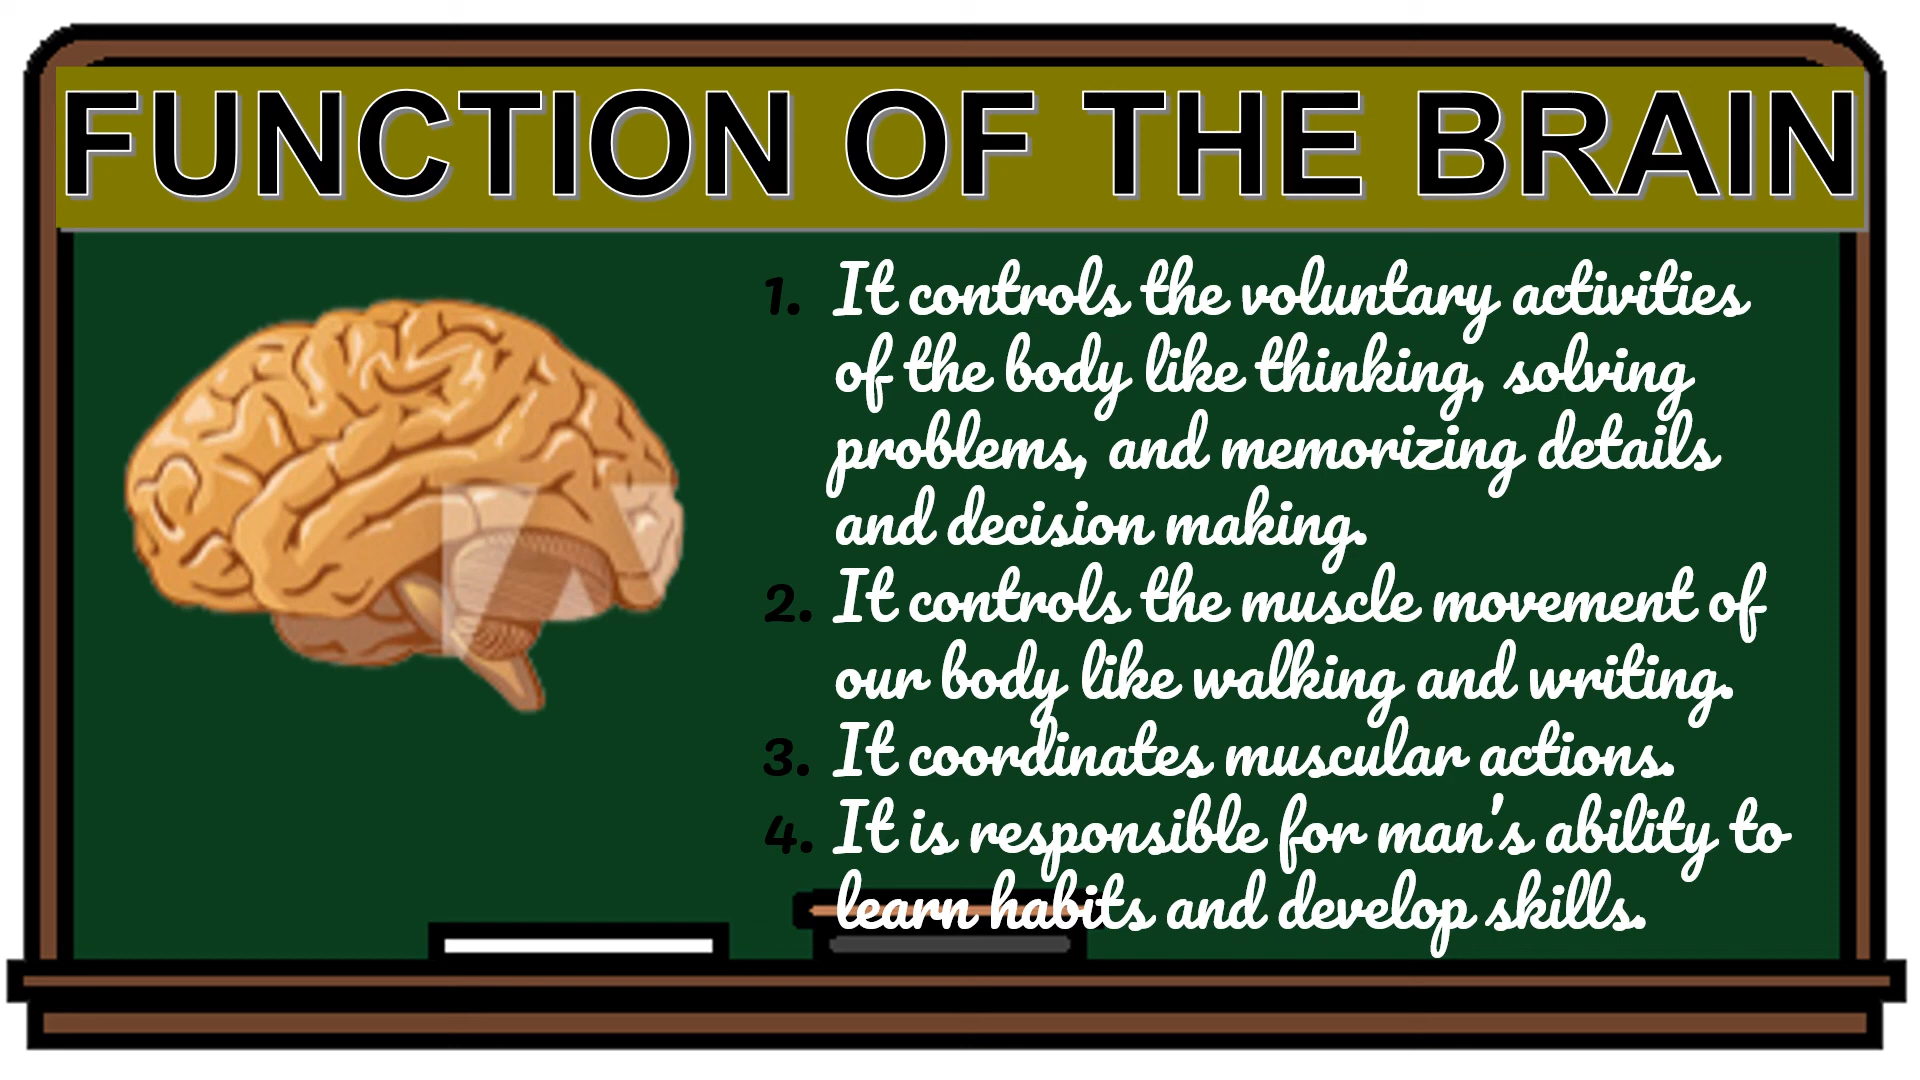 FUNCTION OF THE BRAIN
1. It controls the voluntary activities
of the body like thinking, solving
problems, and memorizing details
and decision making.
2. It controls the muscle movement of
our body like walking and writing.
3. It coordinates muscular actions.
4. It is responsible for man's ability to
learn habits and develop skills.